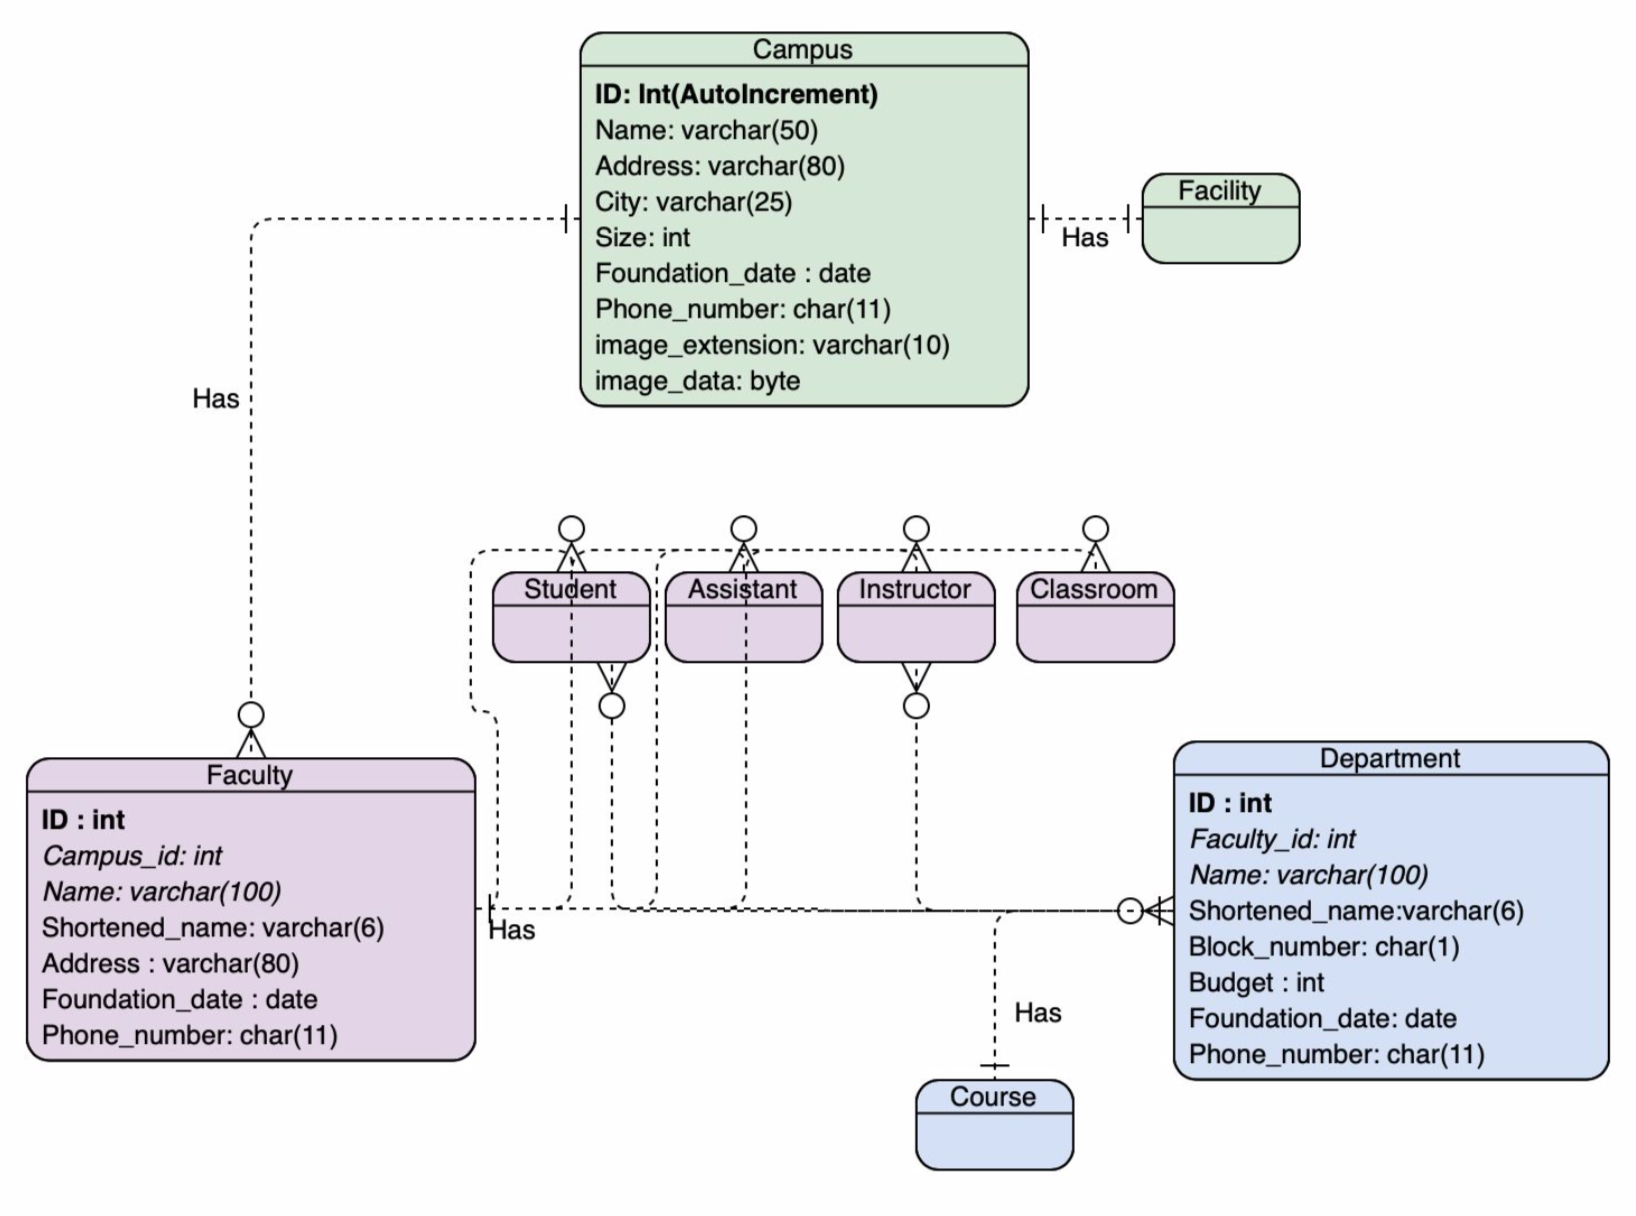 Campus
ID: Int(AutoIncrement)
Name: varchar(50)
Address: varchar(80)
City: varchar(25)
Size: int
Foundation_date : date
Phone_number: char(11)
image_extension: varchar(10)
image_data: byte
Facility
Has
Has
Student
Assistant
Instructor
Classroom
Faculty
ID : int
Campus_id: int
Name: varchar(100)
Shortened_name: varchar(6)
Address : varchar(80)
Foundation_date : date
Phone_number: char(11)
Has
Department
ID : int
Faculty_id: int
Name: varchar(100)
Shortened_name:varchar(6)
Block_number: char(1)
Budget : int
Foundation_date: date
Phone_number: char(11)
Has
Course